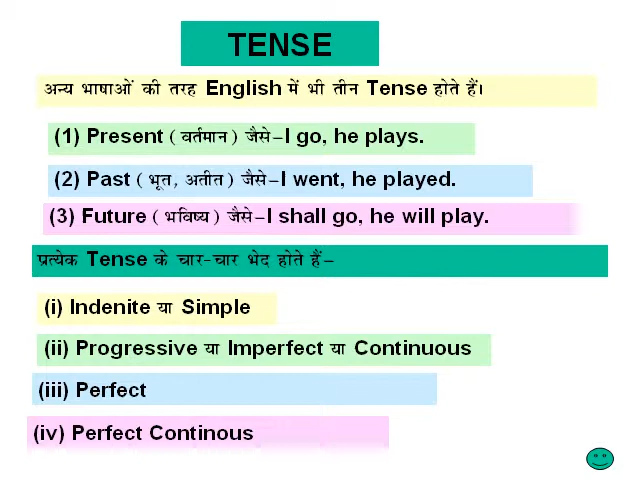 TENSE
अन्य भाषाओं की तरह English में भी तीन Tense होते हैं।
(1) Present (वर्तमान) जैसे–I go, he plays.
(2) Past (भूत, अतीत) जैसे–I went, he played.
(3) Future (भविष्य) जैसे–I shall go, he will play.
प्रत्येक Tense के चार-चार भेद होते हैं–
(i) Indenite या Simple
(ii) Progressive या Imperfect या Continuous
(iii) Perfect
(iv) Perfect Continous